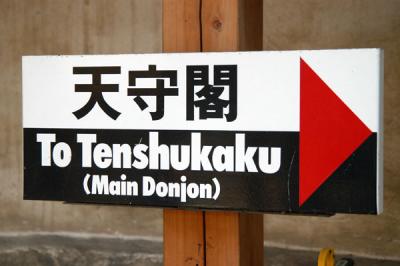 天守閣
To Tenshukaku
(Main Donjon)